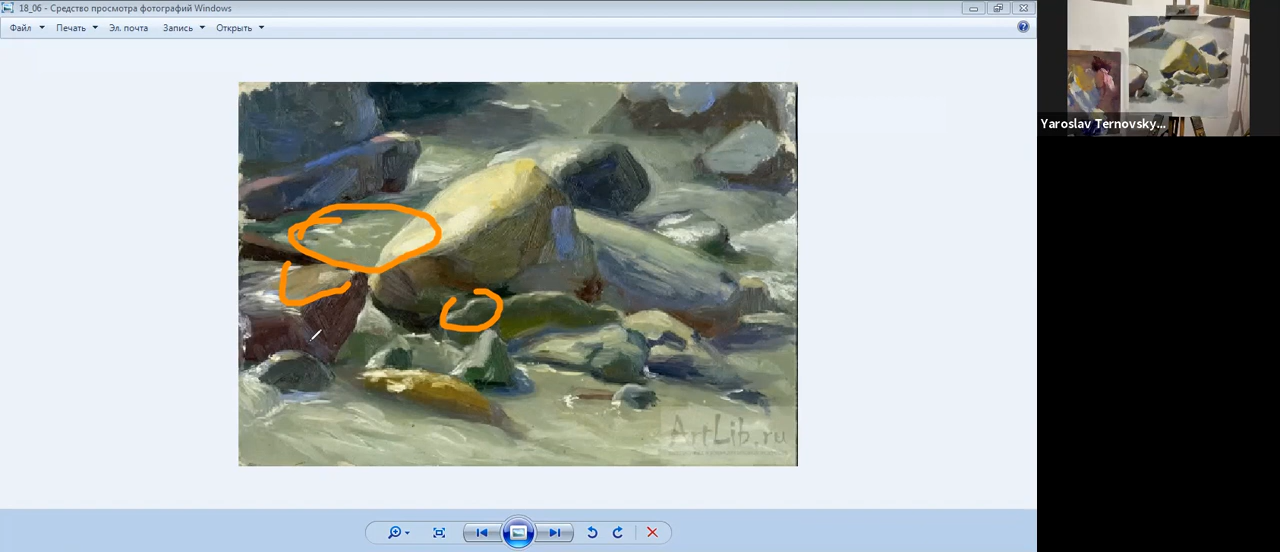 18_06 - Средство просмотра фотографий Windows
Файл Печать Эл. почта Запись Открыть
Yaroslav Ternovsky...
ArtLib.ru